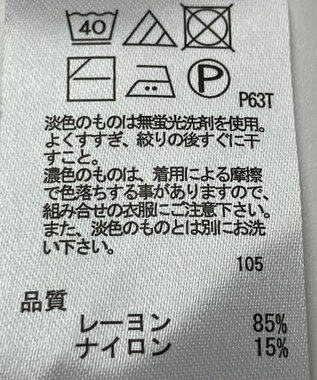 40
P
P63T
淡色のものは無蛍光洗剤を使用。
よくすすぎ、絞りの後すぐに干
すこと。
濃色のものは、着用による摩擦
で色落ちする事がありますので、
組み合せの衣服にご注意下さい。
また、淡色のものとは別にお洗
い下さい。
105
品質
レーヨン 85%
ナイロン 15%